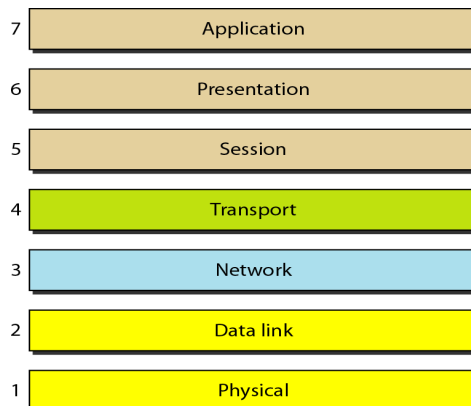 7 Application
6 Presentation
5 Session
4 Transport
3 Network
2 Data link
1 Physical